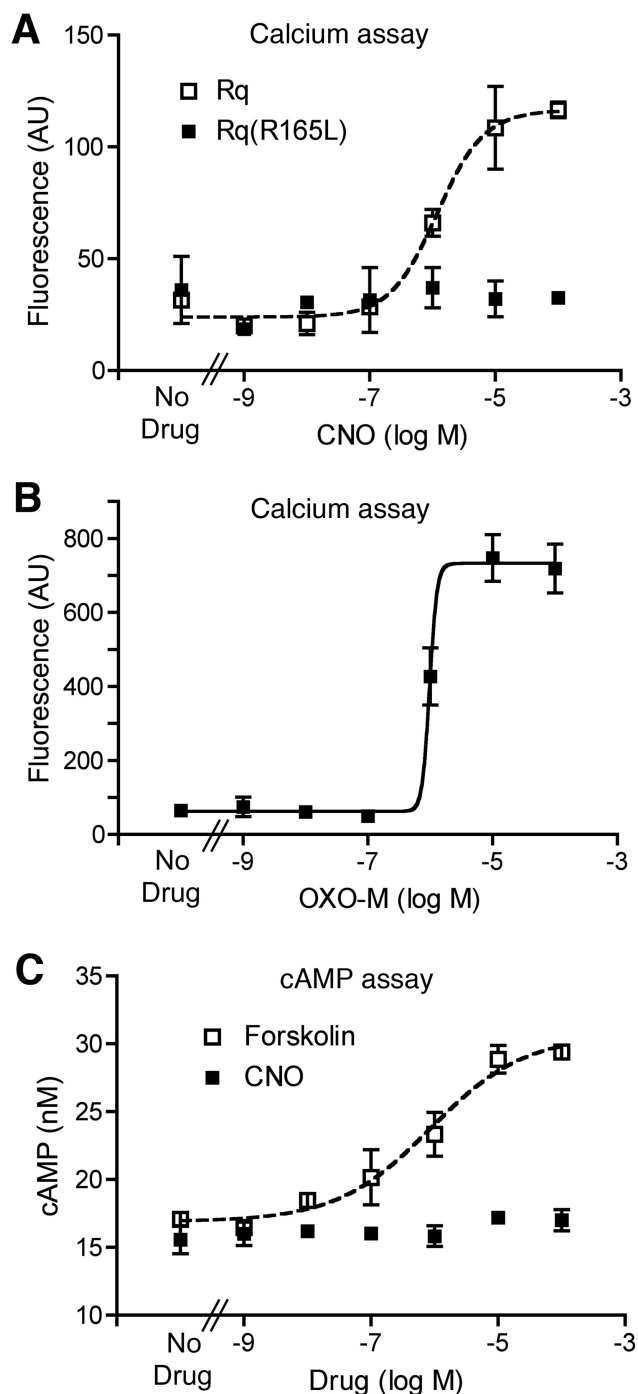 A
Calcium assay
Rq
Rq(R165L)
Fluorescence (AU)
150
100
50
0
No Drug
-9
-7
-5
-3
CNO (log M)
B
Calcium assay
Fluorescence (AU)
800
600
400
200
0
No Drug
-9
-7
-5
-3
OXO-M (log M)
C
cAMP assay
Forskolin
CNO
cAMP (nM)
35
30
25
20
15
10
No Drug
-9
-7
-5
-3
Drug (log M)